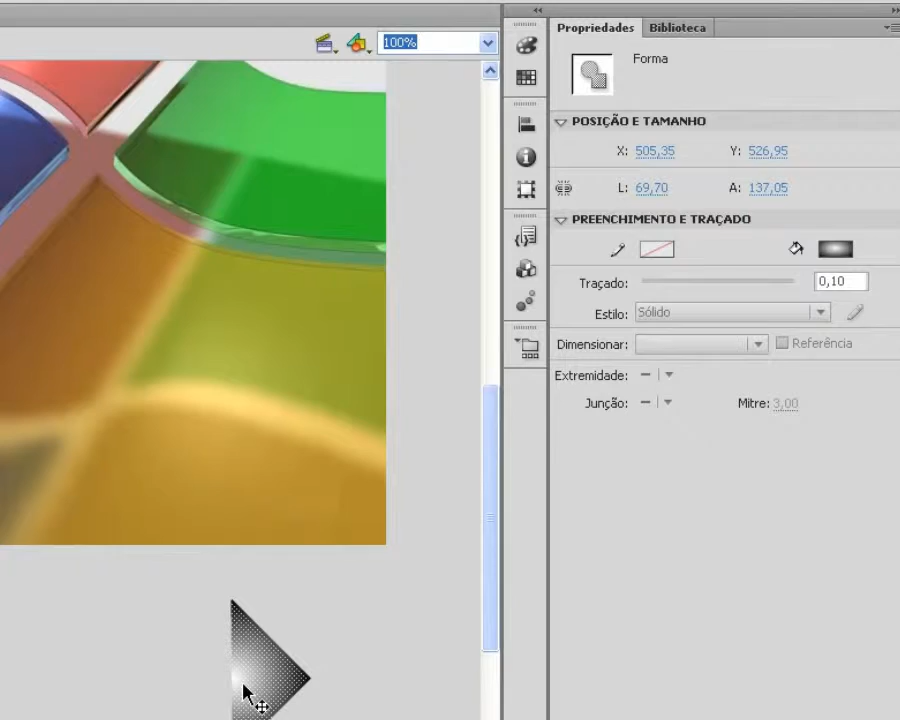 100%
Propriedades Biblioteca
Forma
POSIÇÃO E TAMANHO
X: 505,35 Y: 526,95
L: 69,70 A: 137,05
PREENCHIMENTO E TRAÇADO
Traçado: 0,10
Estilo: Sólido
Dimensionar: Referência
Extremidade:
Junção: Mitre: 3,00